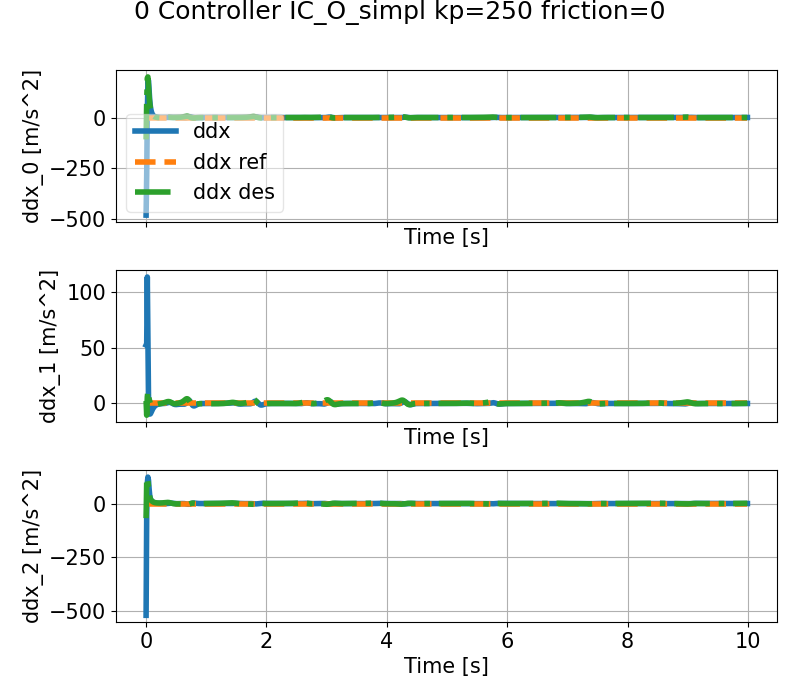 0 Controller IC_O_simpl kp=250 friction=0
ddx_0 [m/s^2]
0
−250
−500
ddx
ddx ref
ddx des
Time [s]
ddx_1 [m/s^2]
100
50
0
Time [s]
ddx_2 [m/s^2]
0
−250
−500
0 2 4 6 8 10
Time [s]